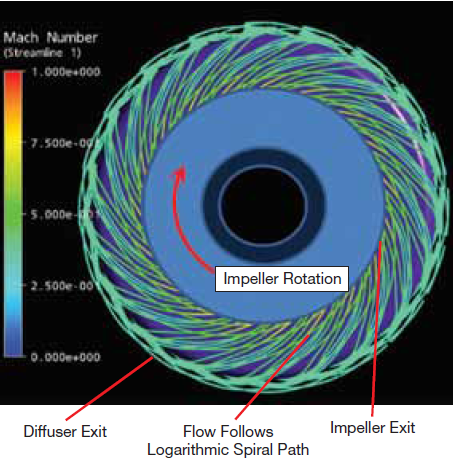 Mach Number
(Streamline 1)
1.000e+000
7.500e-001
5.000e-001
2.500e-001
0.000e+000
Impeller Rotation
Diffuser Exit
Flow Follows
Logarithmic Spiral Path
Impeller Exit